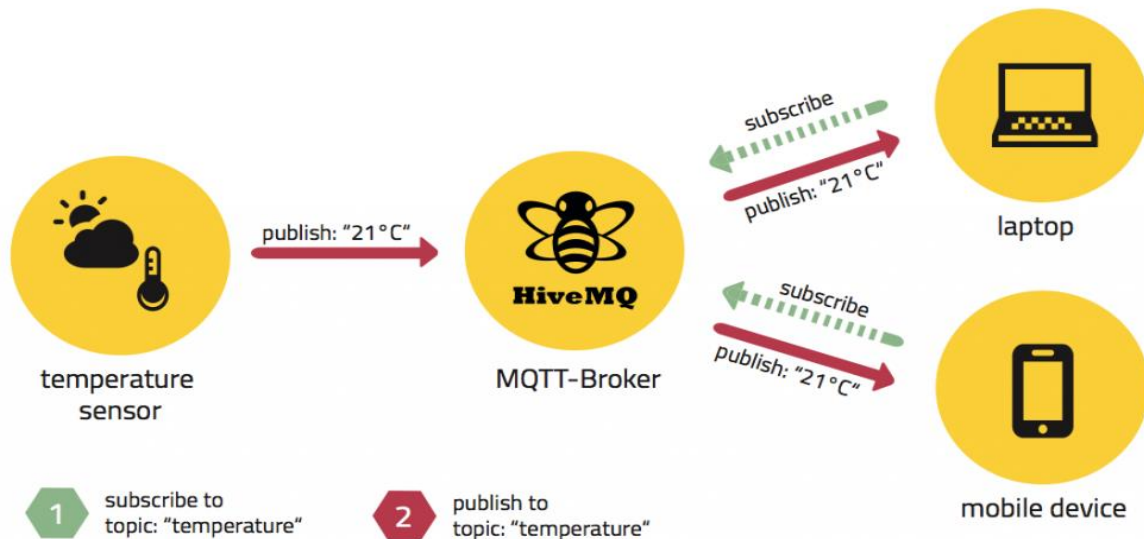 subscribe
publish: "21°C"
laptop
publish: "21°C"
HiveMQ
subscribe
publish: "21°C"
temperature
sensor
MQTT-Broker
mobile device
1
subscribe to
topic: "temperature"
2
publish to
topic: "temperature"